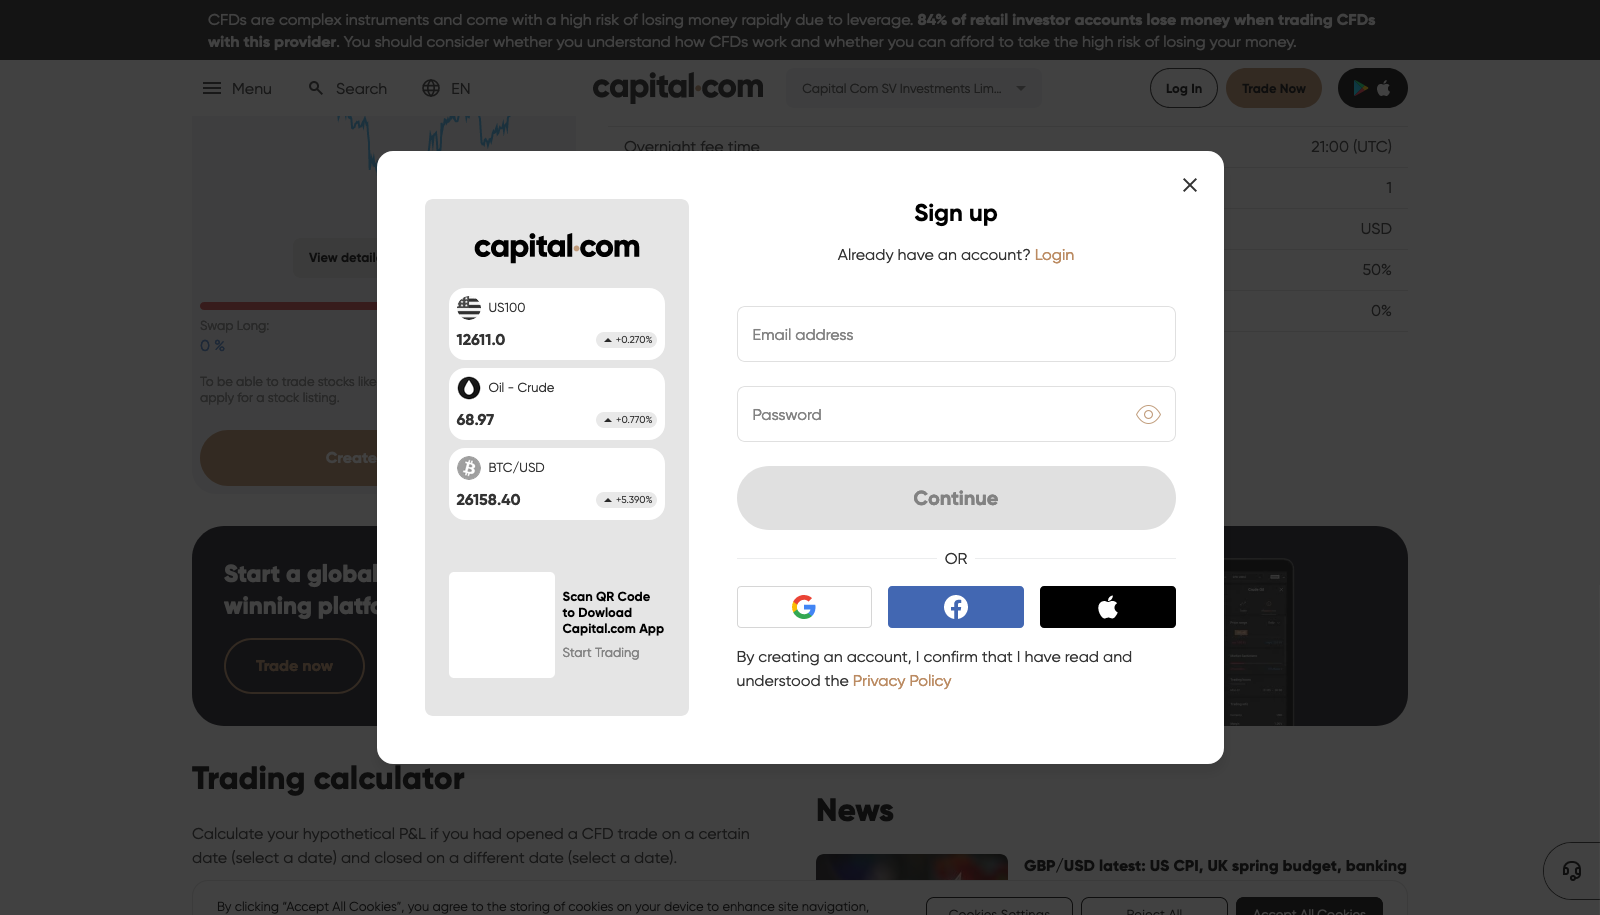 CFDs are complex instruments and come with a high risk of losing money rapidly due to leverage. 84% of retail investor accounts lose money when trading CFDs
with this provider. You should consider whether you understand how CFDs work and whether you can afford to take the high risk of losing your money.
Menu
Search
EN
capital.com
Capital Com SV Investments Lim...
Log In
Trade Now
Overnight fee time
21:00 (UTC)
1
USD
50%
0%
View detaile
Swap Long:
0 %
To be able to trade stocks like
apply for a stock listing.
Create
capital.com
US100
12611.0
+0.270%
Oil - Crude
68.97
+0.770%
BTC/USD
26158.40
+5.390%
Scan QR Code
to Dowload
Capital.com App
Start Trading
Sign up
Already have an account? Login
Email address
Password
Continue
OR
By creating an account, I confirm that I have read and
understood the Privacy Policy
Start a global
winning platfo
Trade now
Trading calculator
Calculate your hypothetical P&L if you had opened a CFD trade on a certain
date (select a date) and closed on a different date (select a date).
News
GBP/USD latest: US CPI, UK spring budget, banking
By clicking “Accept All Cookies”, you agree to the storing of cookies on your device to enhance site navigation,
Cookies Settings
Reject All
Accept All Cookies